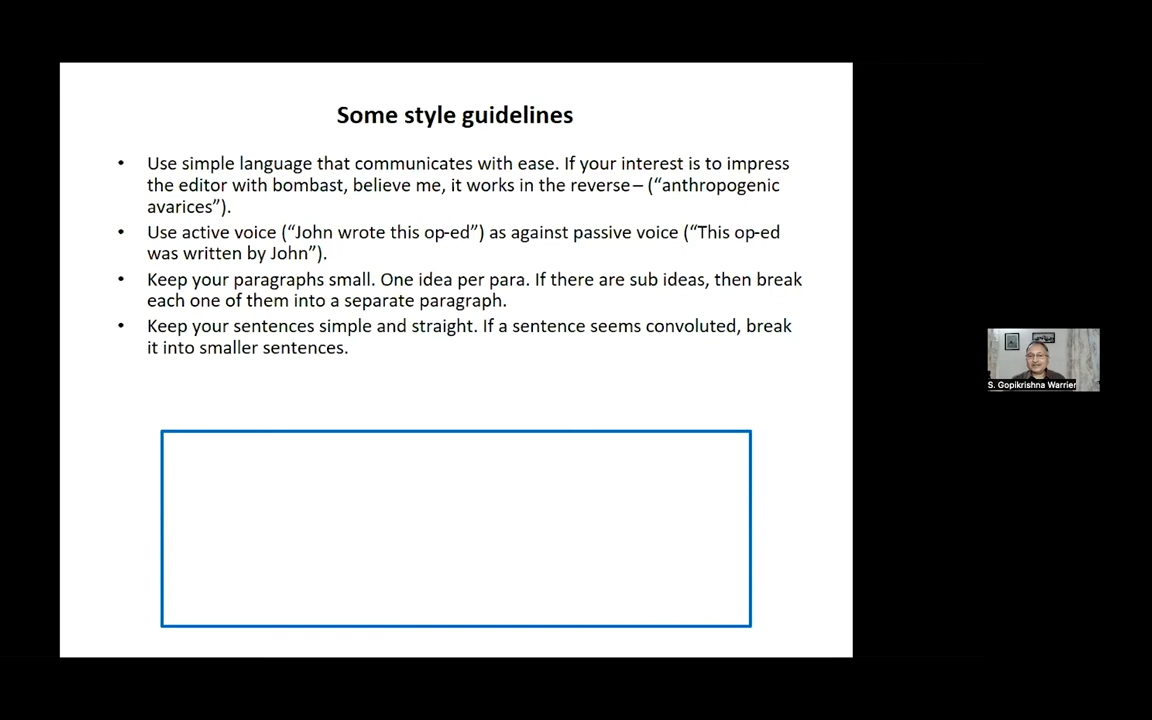 Some style guidelines
• Use simple language that communicates with ease. If your interest is to impress
the editor with bombast, believe me, it works in the reverse – (“anthropogenic
avarices”).
• Use active voice (“John wrote this op-ed”) as against passive voice (“This op-ed
was written by John”).
• Keep your paragraphs small. One idea per para. If there are sub ideas, then break
each one of them into a separate paragraph.
• Keep your sentences simple and straight. If a sentence seems convoluted, break
it into smaller sentences.
S. Gopikrishna Warrier